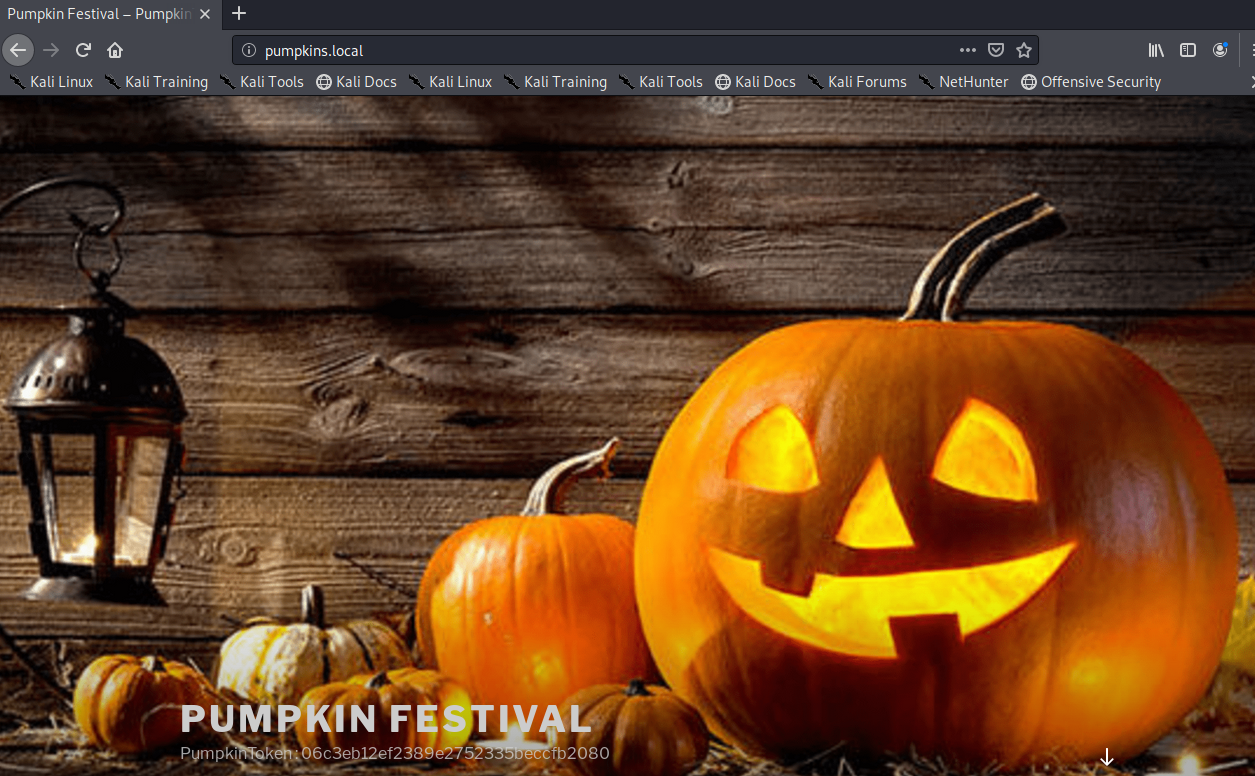 Pumpkin Festival – Pumpkin
pumpkins.local
Kali Linux Kali Training Kali Tools Kali Docs Kali Linux Kali Training Kali Tools Kali Docs Kali Forums NetHunter Offensive Security
PUMPKIN FESTIVAL
PumpkinToken : 06c3eb12ef2389e2752335beccfb2080